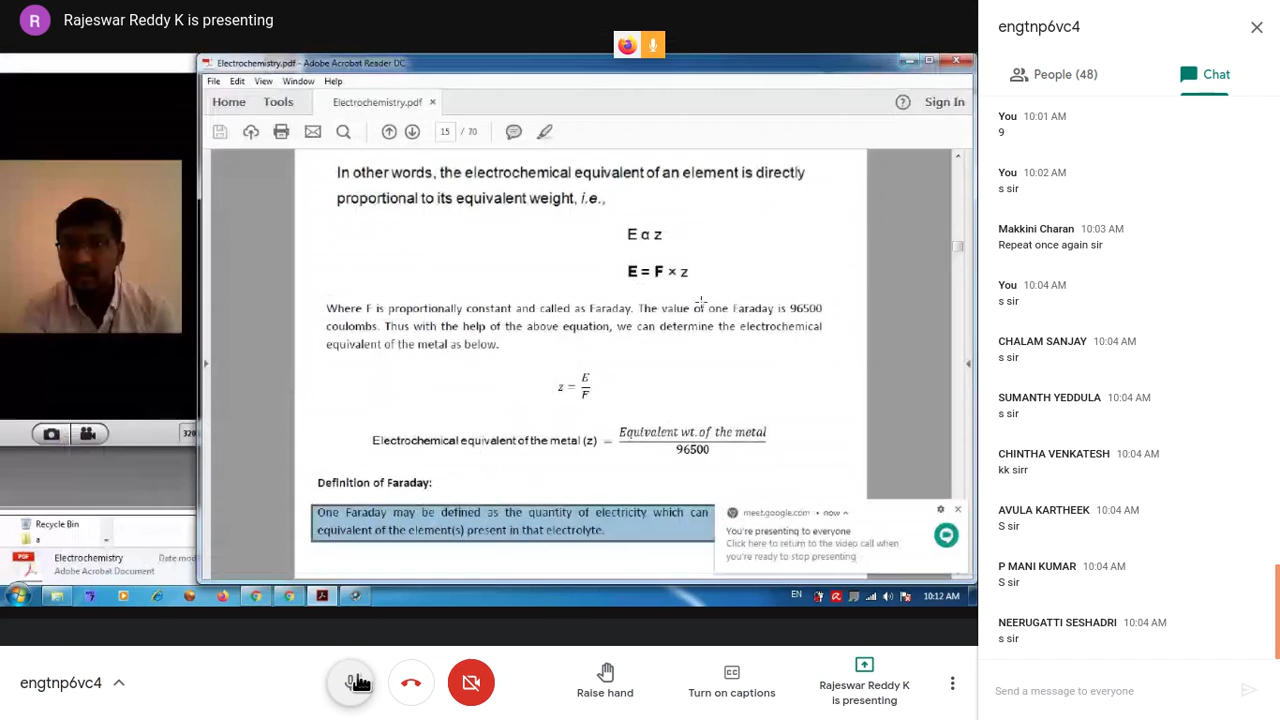 R
Rajeswar Reddy K is presenting
Electrochemistry.pdf - Adobe Acrobat Reader DC
File Edit View Window Help
Home Tools Electrochemistry.pdf × ? Sign In
15 / 70
In other words, the electrochemical equivalent of an element is directly
proportional to its equivalent weight, i.e.,
E α z
E = F × z
Where F is proportionally constant and called as Faraday. The value of one Faraday is 96500
coulombs. Thus with the help of the above equation, we can determine the electrochemical
equivalent of the metal as below.
z = E/F
Electrochemical equivalent of the metal (z) = Equivalent wt. of the metal / 96500
Definition of Faraday:
One Faraday may be defined as the quantity of electricity which can
equivalent of the element(s) present in that electrolyte.
meet.google.com • now
You're presenting to everyone
Click here to return to the video call when
you're ready to stop presenting
320
Recycle Bin
a
Electrochemistry Date mod
Adobe Acrobat Document
EN 10:12 AM
engtnp6vc4
Raise hand
CC
Turn on captions
Rajeswar Reddy K
is presenting
engtnp6vc4
People (48) Chat
You 10:01 AM
9
You 10:02 AM
s sir
Makkini Charan 10:03 AM
Repeat once again sir
You 10:04 AM
s sir
CHALAM SANJAY 10:04 AM
s sir
SUMANTH YEDDULA 10:04 AM
s sir
CHINTHA VENKATESH 10:04 AM
kk sirr
AVULA KARTHEEK 10:04 AM
S sir
P MANI KUMAR 10:04 AM
S sir
NEERUGATTI SESHADRI 10:04 AM
s sir
Send a message to everyone